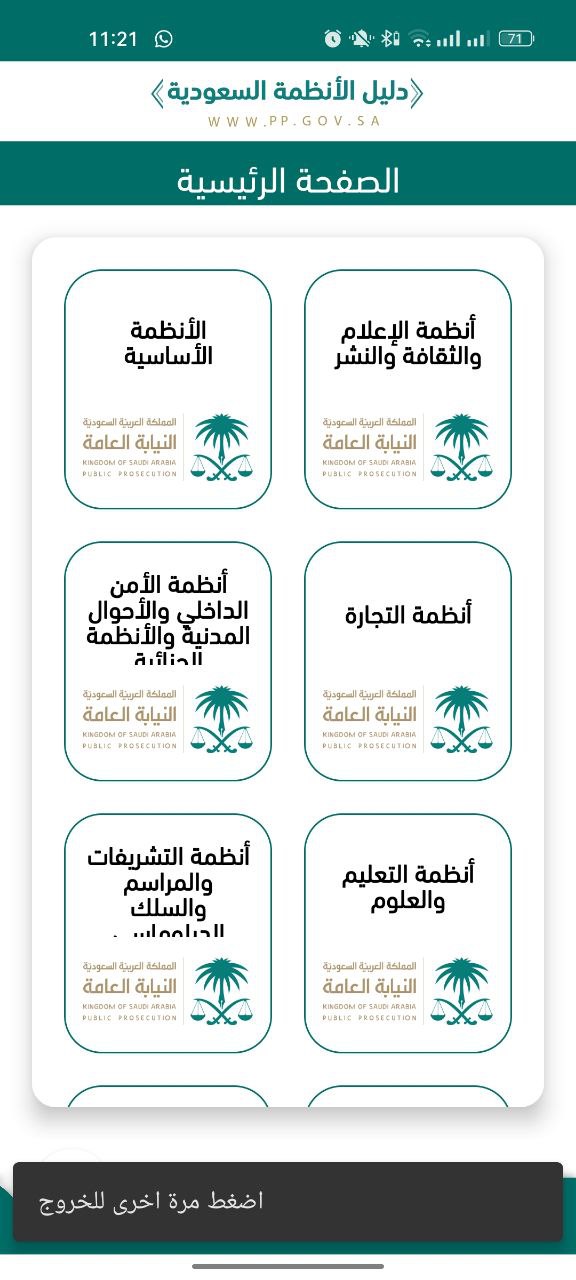 11:21
71
دليل الأنظمة السعودية
WWW.PP.GOV.SA
الصفحة الرئيسية
أنظمة الإعلام
والثقافة والنشر
المملكة العربية السعودية
النيابة العامة
KINGDOM OF SAUDI ARABIA
PUBLIC PROSECUTION
الأنظمة
الأساسية
المملكة العربية السعودية
النيابة العامة
KINGDOM OF SAUDI ARABIA
PUBLIC PROSECUTION
أنظمة التجارة
المملكة العربية السعودية
النيابة العامة
KINGDOM OF SAUDI ARABIA
PUBLIC PROSECUTION
أنظمة الأمن
الداخلي والأحوال
المدنية والأنظمة
المملكة العربية السعودية
النيابة العامة
KINGDOM OF SAUDI ARABIA
PUBLIC PROSECUTION
أنظمة التعليم
والعلوم
المملكة العربية السعودية
النيابة العامة
KINGDOM OF SAUDI ARABIA
PUBLIC PROSECUTION
أنظمة التشريفات
والمراسم
والسلك
المملكة العربية السعودية
النيابة العامة
KINGDOM OF SAUDI ARABIA
PUBLIC PROSECUTION
اضغط مرة اخرى للخروج